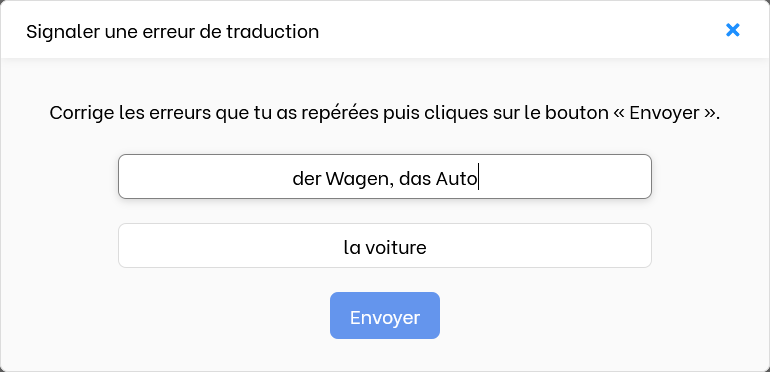 Signaler une erreur de traduction
Corrige les erreurs que tu as repérées puis cliques sur le bouton « Envoyer ».
der Wagen, das Auto
la voiture
Envoyer